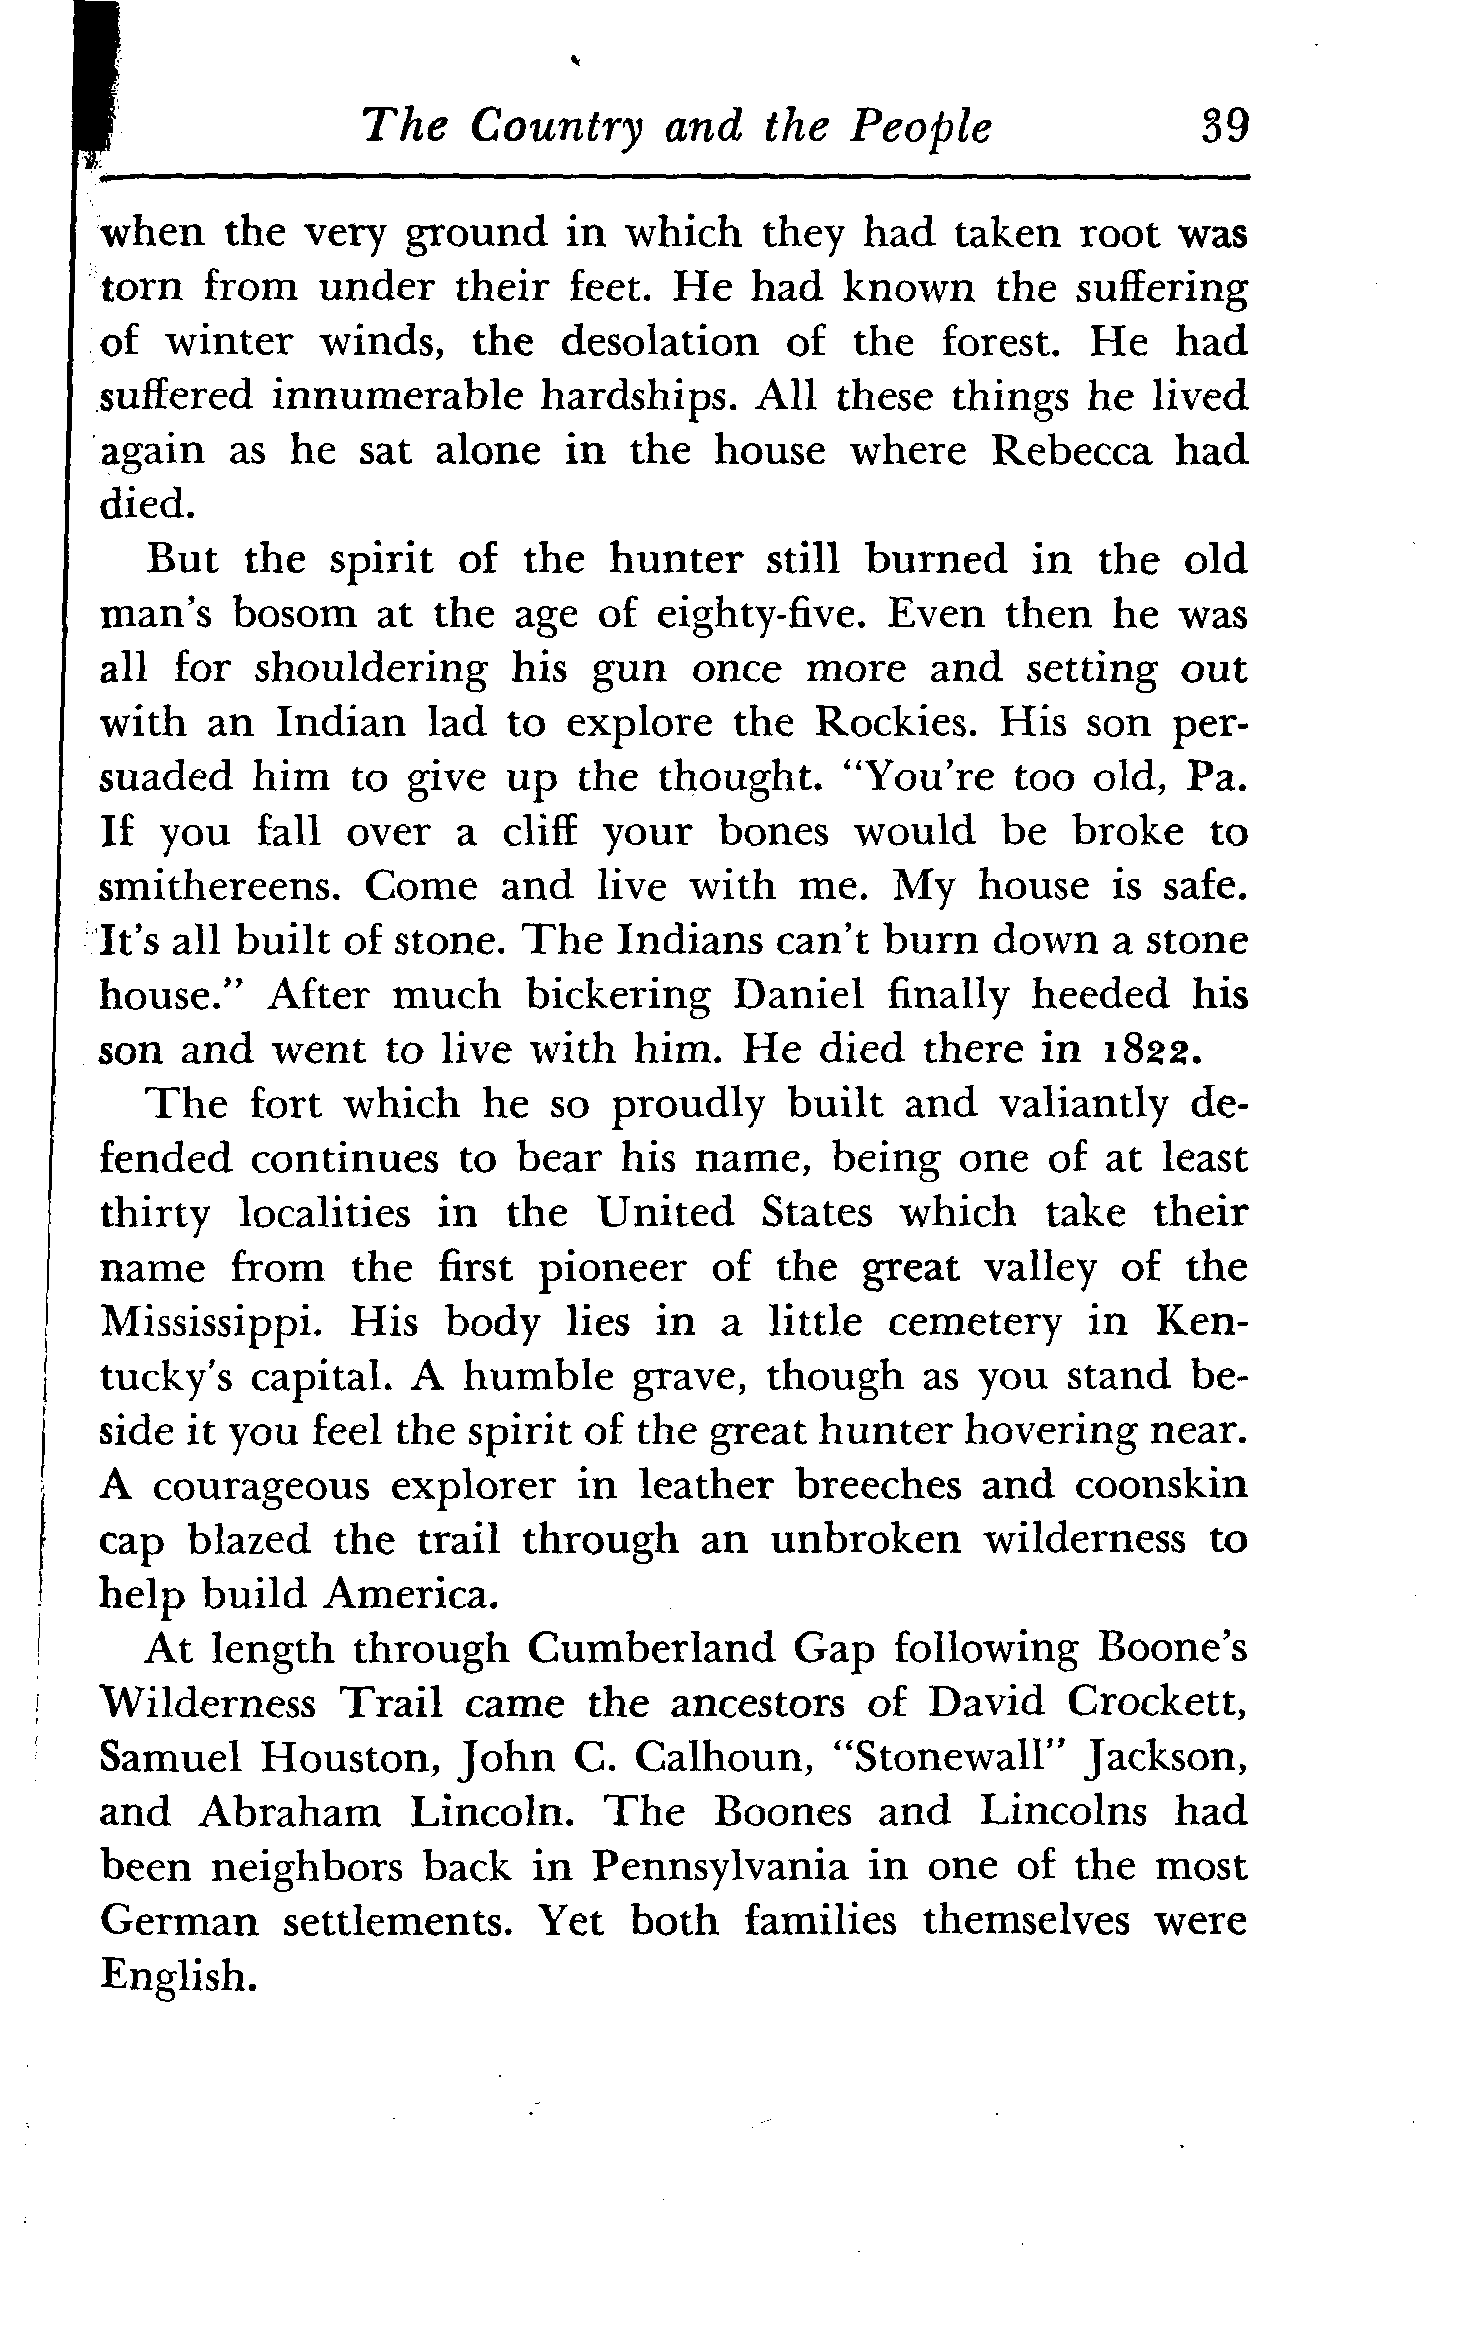 The Country and the People 39
when the very ground in which they had taken root was
torn from under their feet. He had known the suffering
of winter winds, the desolation of the forest. He had
suffered innumerable hardships. All these things he lived
again as he sat alone in the house where Rebecca had
died.
But the spirit of the hunter still burned in the old
man's bosom at the age of eighty-five. Even then he was
all for shouldering his gun once more and setting out
with an Indian lad to explore the Rockies. His son per-
suaded him to give up the thought. "You're too old, Pa.
If you fall over a cliff your bones would be broke to
smithereens. Come and live with me. My house is safe.
It's all built of stone. The Indians can't burn down a stone
house." After much bickering Daniel finally heeded his
son and went to live with him. He died there in 1822.
The fort which he so proudly built and valiantly de-
fended continues to bear his name, being one of at least
thirty localities in the United States which take their
name from the first pioneer of the great valley of the
Mississippi. His body lies in a little cemetery in Ken-
tucky's capital. A humble grave, though as you stand be-
side it you feel the spirit of the great hunter hovering near.
A courageous explorer in leather breeches and coonskin
cap blazed the trail through an unbroken wilderness to
help build America.
At length through Cumberland Gap following Boone's
Wilderness Trail came the ancestors of David Crockett,
Samuel Houston, John C. Calhoun, "Stonewall" Jackson,
and Abraham Lincoln. The Boones and Lincolns had
been neighbors back in Pennsylvania in one of the most
German settlements. Yet both families themselves were
English.